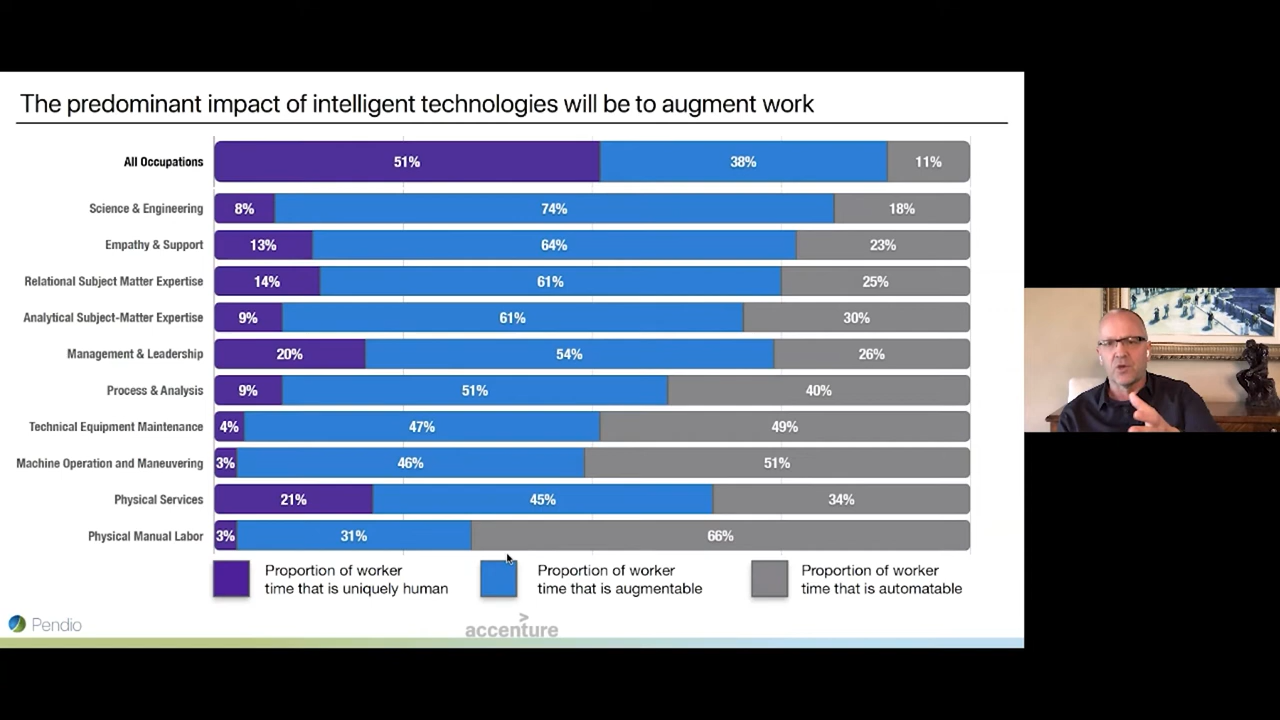 The predominant impact of intelligent technologies will be to augment work
All Occupations 51% 38% 11%
Science & Engineering 8% 74% 18%
Empathy & Support 13% 64% 23%
Relational Subject Matter Expertise 14% 61% 25%
Analytical Subject-Matter Expertise 9% 61% 30%
Management & Leadership 20% 54% 26%
Process & Analysis 9% 51% 40%
Technical Equipment Maintenance 4% 47% 49%
Machine Operation and Maneuvering 3% 46% 51%
Physical Services 21% 45% 34%
Physical Manual Labor 3% 31% 66%
Proportion of worker
time that is uniquely human
Proportion of worker
time that is augmentable
Proportion of worker
time that is automatable
Pendio
accenture